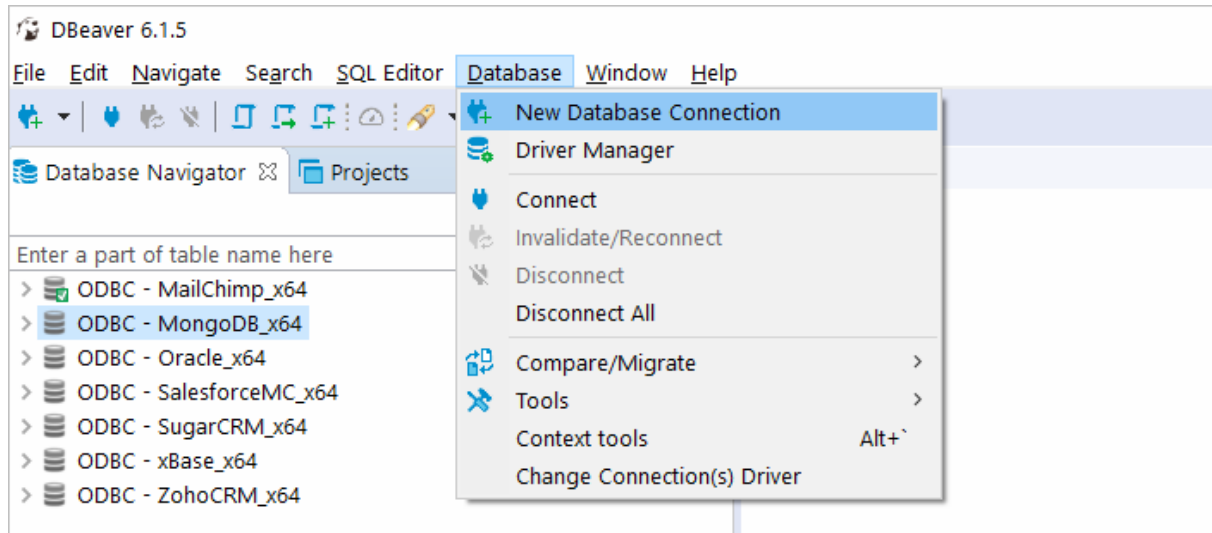 DBeaver 6.1.5
File Edit Navigate Search SQL Editor Database Window Help
New Database Connection
Driver Manager
Connect
Invalidate/Reconnect
Disconnect
Disconnect All
Compare/Migrate
Tools
Context tools Alt+`
Change Connection(s) Driver
Database Navigator Projects
Enter a part of table name here
ODBC - MailChimp_x64
ODBC - MongoDB_x64
ODBC - Oracle_x64
ODBC - SalesforceMC_x64
ODBC - SugarCRM_x64
ODBC - xBase_x64
ODBC - ZohoCRM_x64